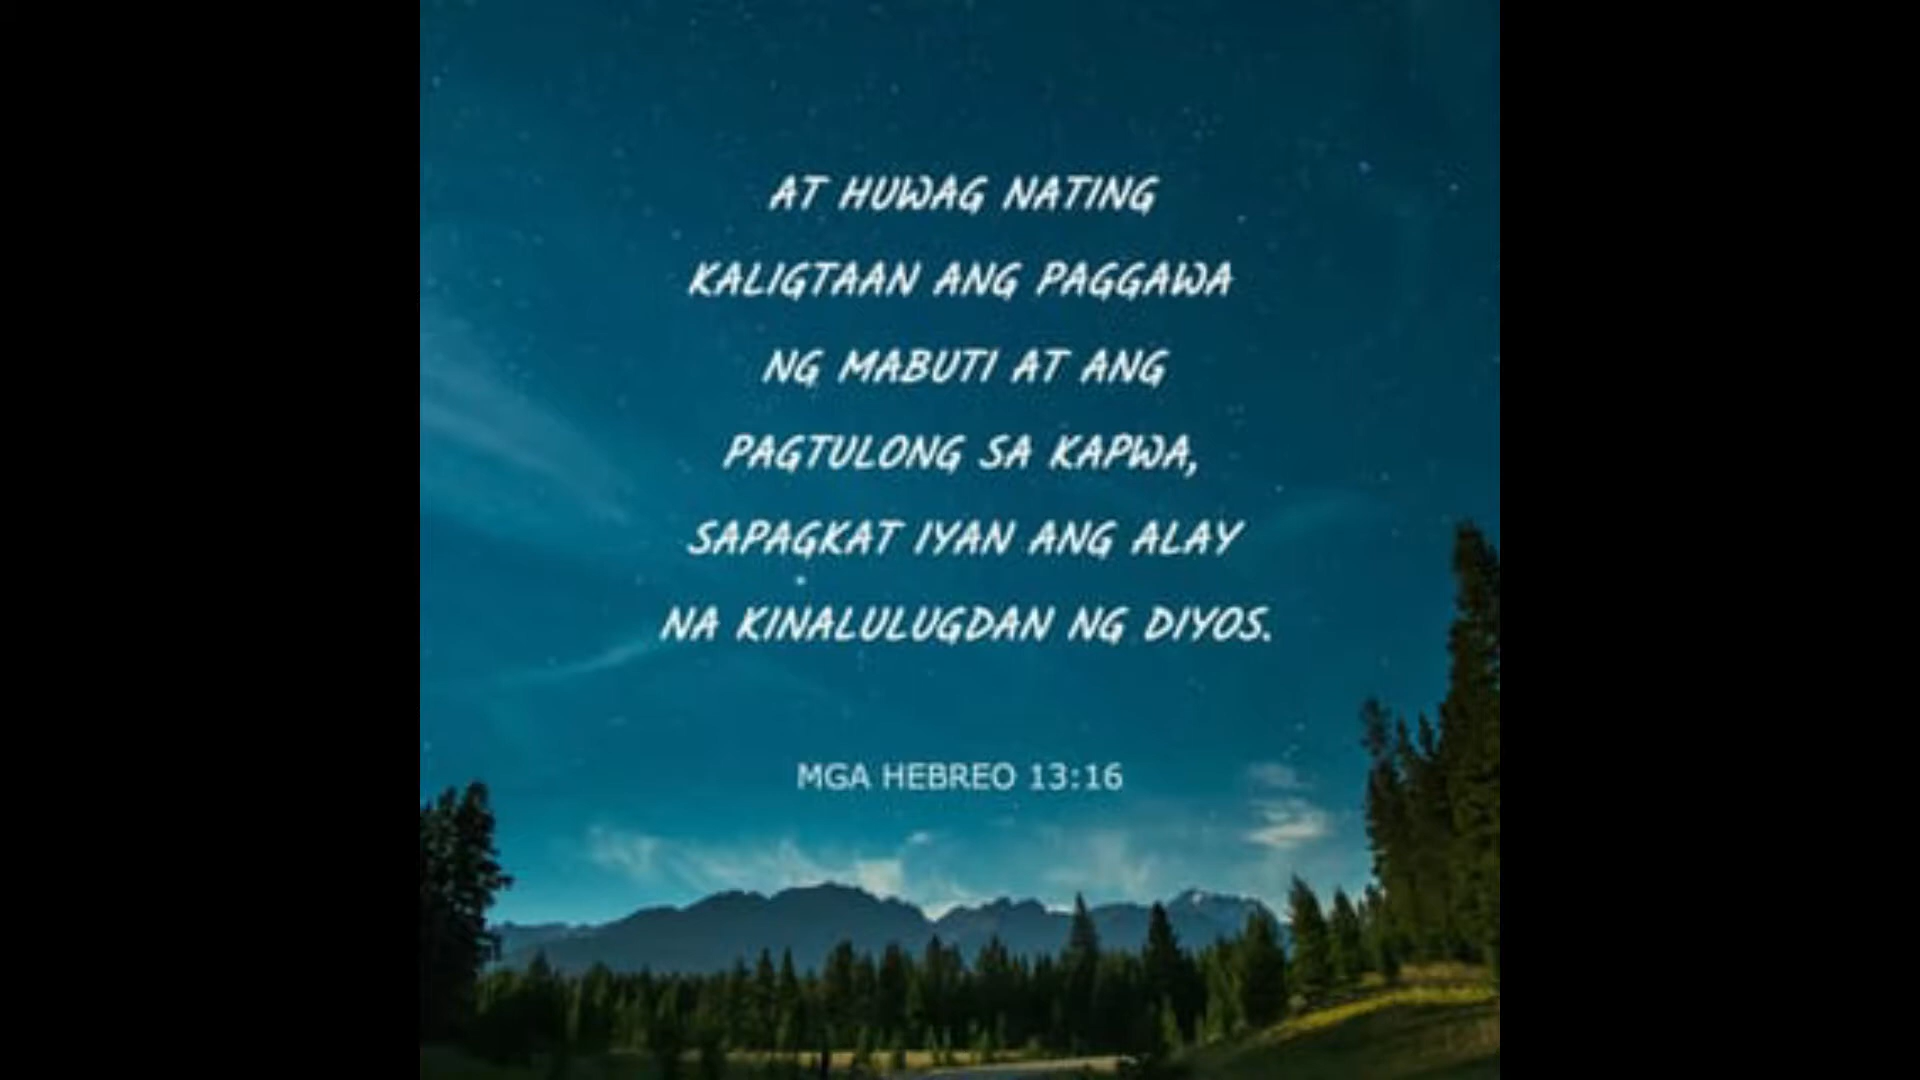 AT HUWAG NATING
KALIGTAAN ANG PAGGAWA
NG MABUTI AT ANG
PAGTULONG SA KAPWA,
SAPAGKAT IYAN ANG ALAY
NA KINALULUGDAN NG DIYOS.
MGA HEBREO 13:16